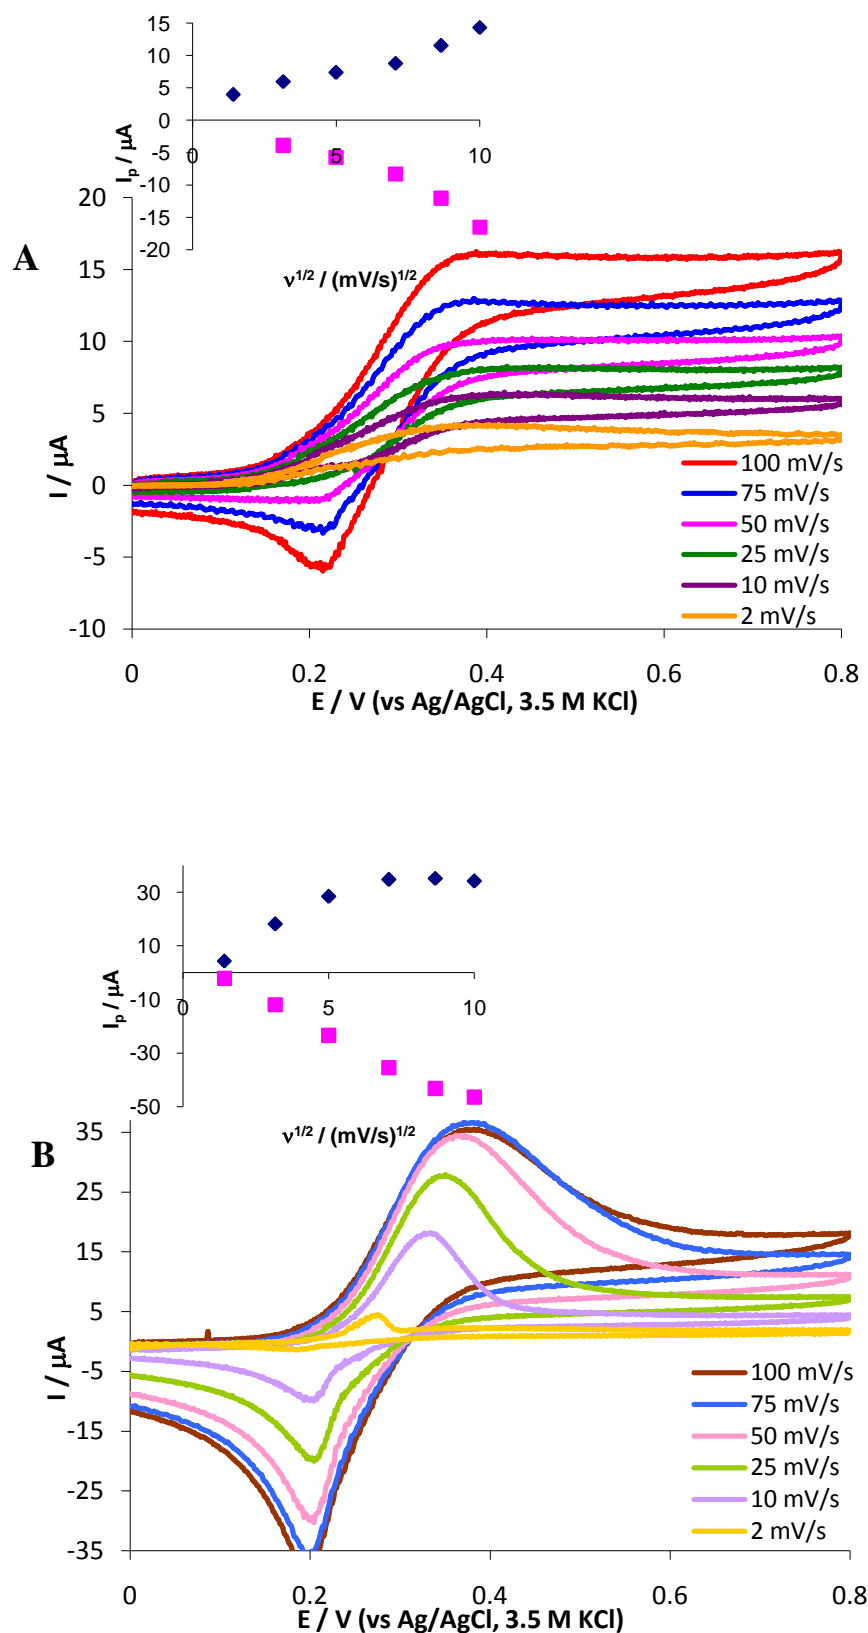 15
10
5
0
-5
-10
-15
-20
0
5
10
Ip / µA
ν1/2 / (mV/s)1/2
A
20
15
10
5
0
-5
-10
I / µA
100 mV/s
75 mV/s
50 mV/s
25 mV/s
10 mV/s
2 mV/s
0
0.2
0.4
0.6
0.8
E / V (vs Ag/AgCl, 3.5 M KCl)
30
10
-10
-30
-50
0
5
10
Ip / µA
ν1/2 / (mV/s)1/2
B
35
25
15
5
-5
-15
-25
-35
I / µA
100 mV/s
75 mV/s
50 mV/s
25 mV/s
10 mV/s
2 mV/s
0
0.2
0.4
0.6
0.8
E / V (vs Ag/AgCl, 3.5 M KCl)